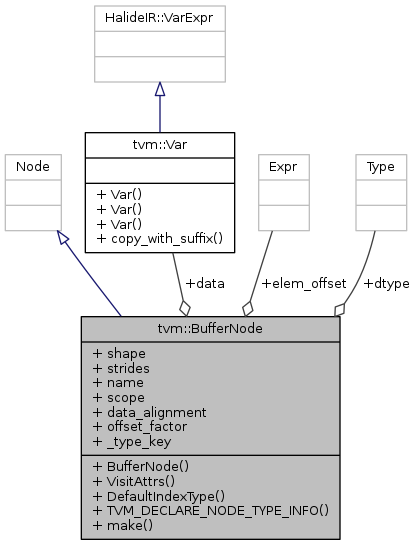 HalideIR::VarExpr
tvm::Var
+ Var()
+ Var()
+ Var()
+ copy_with_suffix()
Node
Expr
Type
+data
+elem_offset
+dtype
tvm::BufferNode
+ shape
+ strides
+ name
+ scope
+ data_alignment
+ offset_factor
+ _type_key
+ BufferNode()
+ VisitAttrs()
+ DefaultIndexType()
+ TVM_DECLARE_NODE_TYPE_INFO()
+ make()